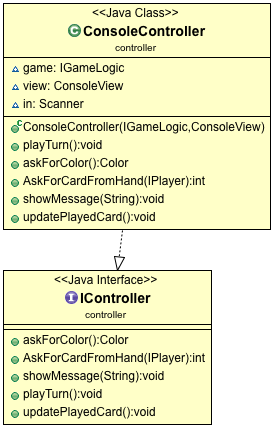 <<Java Class>>
ConsoleController
controller
game: IGameLogic
view: ConsoleView
in: Scanner
ConsoleController(IGameLogic,ConsoleView)
playTurn():void
askForColor():Color
AskForCardFromHand(IPlayer):int
showMessage(String):void
updatePlayedCard():void
<<Java Interface>>
IController
controller
askForColor():Color
AskForCardFromHand(IPlayer):int
showMessage(String):void
playTurn():void
updatePlayedCard():void